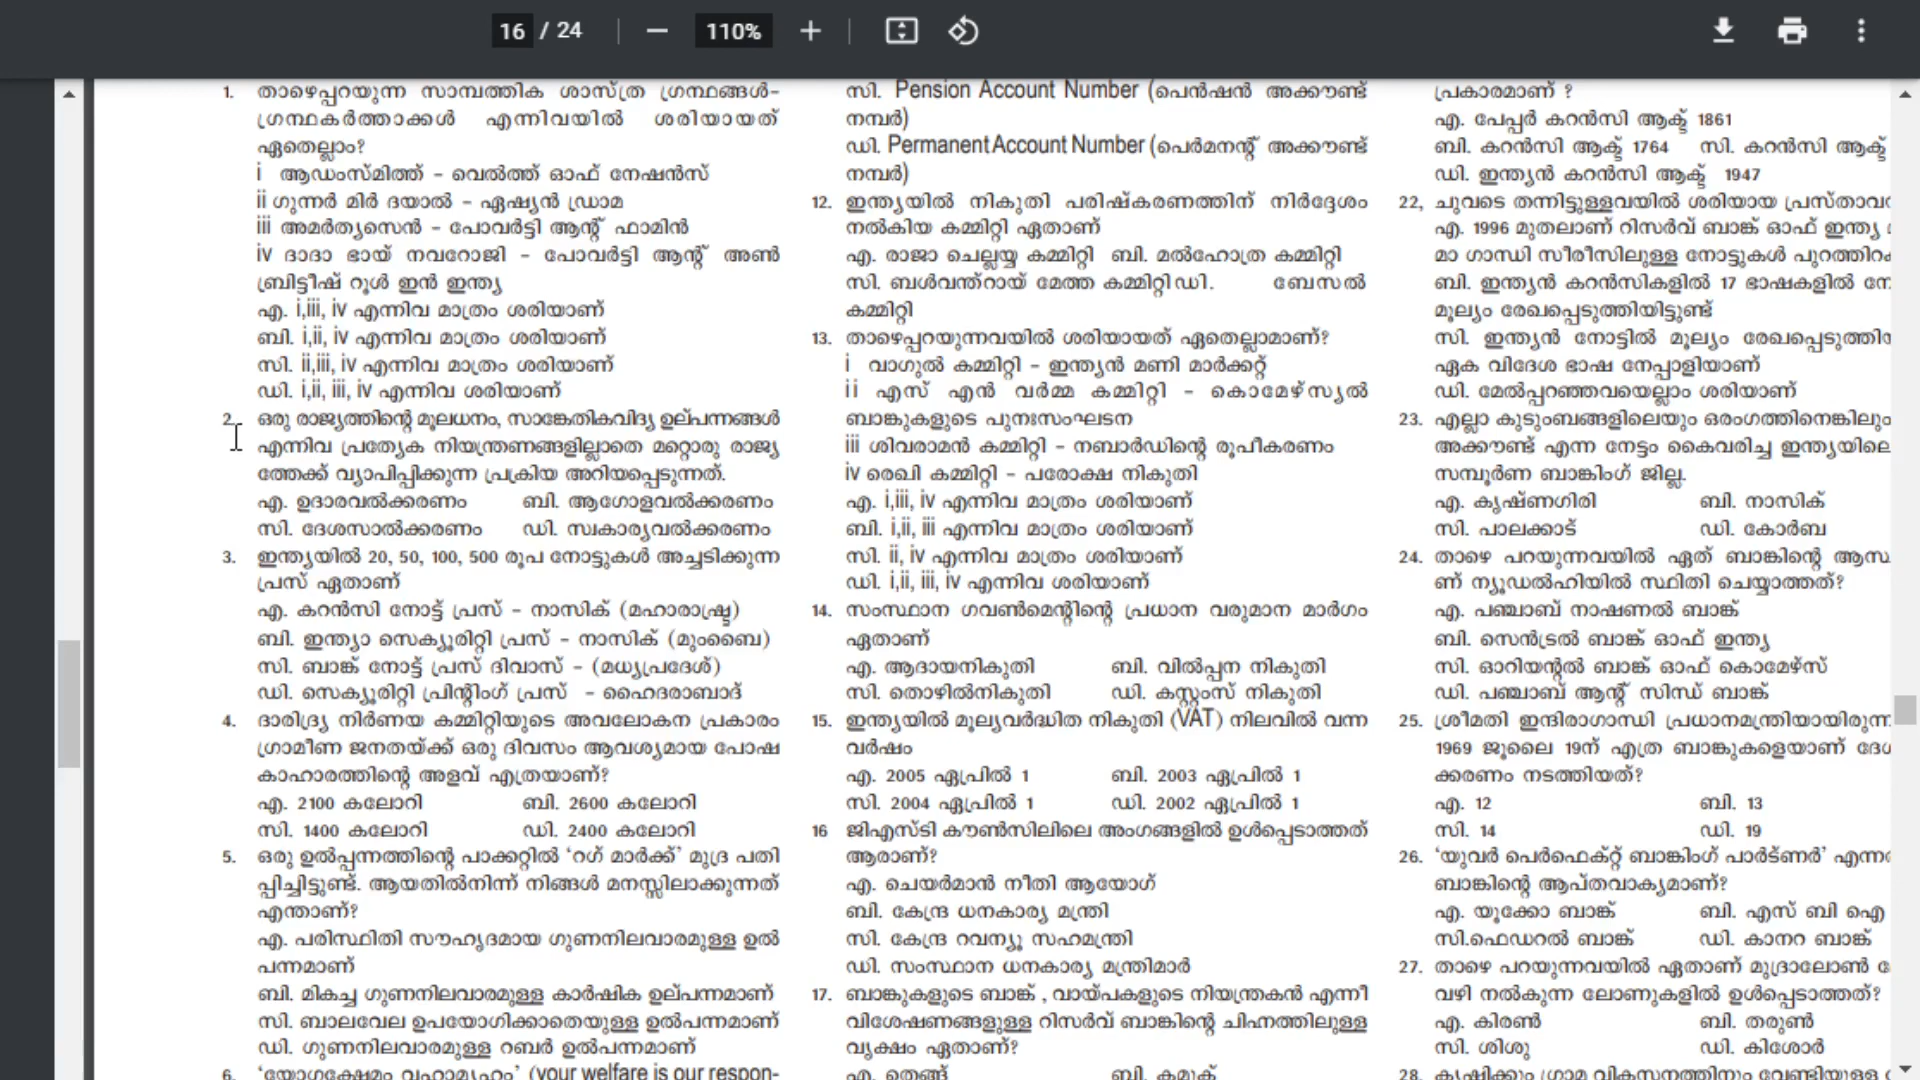 16 / 24
110%
1. താഴെപ്പറയുന്ന സാമ്പത്തിക ശാസ്ത്ര ഗ്രന്ഥങ്ങൾ-
ഗ്രന്ഥകർത്താക്കൾ എന്നിവയിൽ ശരിയായത്
ഏതെല്ലാം?
i ആഡംസ്മിത്ത് - വെൽത്ത് ഓഫ് നേഷൻസ്
ii ഗുന്നർ മിർ ദയാൽ - ഏഷ്യൻ ഡ്രാമ
iii അമർത്യസെൻ - പോവർട്ടി ആന്റ് ഫാമിൻ
iv ദാദാ ഭായ് നവറോജി - പോവർട്ടി ആന്റ് അൺ
ബ്രിട്ടീഷ് റൂൾ ഇൻ ഇന്ത്യ
എ. i,iii, iv എന്നിവ മാത്രം ശരിയാണ്
ബി. i,ii, iv എന്നിവ മാത്രം ശരിയാണ്
സി. ii,iii, iv എന്നിവ മാത്രം ശരിയാണ്
ഡി. i,ii, iii, iv എന്നിവ ശരിയാണ്
2. ഒരു രാജ്യത്തിന്റെ മൂലധനം, സാങ്കേതികവിദ്യ ഉല്പന്നങ്ങൾ
എന്നിവ പ്രത്യേക നിയന്ത്രണങ്ങളില്ലാതെ മറ്റൊരു രാജ്യ
ത്തേക്ക് വ്യാപിപ്പിക്കുന്ന പ്രക്രിയ അറിയപ്പെടുന്നത്.
എ. ഉദാരവൽക്കരണം ബി. ആഗോളവൽക്കരണം
സി. ദേശസാൽക്കരണം ഡി. സ്വകാര്യവൽക്കരണം
3. ഇന്ത്യയിൽ 20, 50, 100, 500 രൂപ നോട്ടുകൾ അച്ചടിക്കുന്ന
പ്രസ് ഏതാണ്
എ. കറൻസി നോട്ട് പ്രസ് - നാസിക് (മഹാരാഷ്ട്ര)
ബി. ഇന്ത്യാ സെക്യൂരിറ്റി പ്രസ് - നാസിക് (മുംബൈ)
സി. ബാങ്ക് നോട്ട് പ്രസ് ദിവാസ് - (മധ്യപ്രദേശ്)
ഡി. സെക്യൂരിറ്റി പ്രിന്റിംഗ് പ്രസ് - ഹൈദരാബാദ്
4. ദാരിദ്ര്യ നിർണയ കമ്മിറ്റിയുടെ അവലോകന പ്രകാരം
ഗ്രാമീണ ജനതയ്ക്ക് ഒരു ദിവസം ആവശ്യമായ പോഷ
കാഹാരത്തിന്റെ അളവ് എത്രയാണ്?
എ. 2100 കലോറി ബി. 2600 കലോറി
സി. 1400 കലോറി ഡി. 2400 കലോറി
5. ഒരു ഉൽപ്പന്നത്തിന്റെ പാക്കറ്റിൽ 'റഗ് മാർക്ക്' മുദ്ര പതി
പ്പിച്ചിട്ടുണ്ട്. ആയതിൽനിന്ന് നിങ്ങൾ മനസ്സിലാക്കുന്നത്
എന്താണ്?
എ. പരിസ്ഥിതി സൗഹൃദമായ ഗുണനിലവാരമുള്ള ഉൽ
പന്നമാണ്
ബി. മികച്ച ഗുണനിലവാരമുള്ള കാർഷിക ഉല്പന്നമാണ്
സി. ബാലവേല ഉപയോഗിക്കാതെയുള്ള ഉൽപന്നമാണ്
ഡി. ഗുണനിലവാരമുള്ള റബർ ഉൽപന്നമാണ്
6. 'യോഗക്ഷേമം വഹാമ്യഹം' (your welfare is our respon-
സി. Pension Account Number (പെൻഷൻ അക്കൗണ്ട്
നമ്പർ)
ഡി. Permanent Account Number (പെർമനന്റ് അക്കൗണ്ട്
നമ്പർ)
12. ഇന്ത്യയിൽ നികുതി പരിഷ്കരണത്തിന് നിർദ്ദേശം
നൽകിയ കമ്മിറ്റി ഏതാണ്
എ. രാജാ ചെല്ലയ്യ കമ്മിറ്റി ബി. മൽഹോത്ര കമ്മിറ്റി
സി. ബൾവന്ത്റായ് മേത്ത കമ്മിറ്റി ഡി. ബേസൽ
കമ്മിറ്റി
13. താഴെപ്പറയുന്നവയിൽ ശരിയായത് ഏതെല്ലാമാണ്?
i വാഗുൽ കമ്മിറ്റി - ഇന്ത്യൻ മണി മാർക്കറ്റ്
ii എസ് എൻ വർമ്മ കമ്മിറ്റി - കൊമേഴ്സ്യൽ
ബാങ്കുകളുടെ പുനഃസംഘടന
iii ശിവരാമൻ കമ്മിറ്റി - നബാർഡിന്റെ രൂപീകരണം
iv രെഖി കമ്മിറ്റി - പരോക്ഷ നികുതി
എ. i,iii, iv എന്നിവ മാത്രം ശരിയാണ്
ബി. i,ii, iii എന്നിവ മാത്രം ശരിയാണ്
സി. ii, iv എന്നിവ മാത്രം ശരിയാണ്
ഡി. i,ii, iii, iv എന്നിവ ശരിയാണ്
14. സംസ്ഥാന ഗവൺമെന്റിന്റെ പ്രധാന വരുമാന മാർഗം
ഏതാണ്
എ. ആദായനികുതി ബി. വിൽപ്പന നികുതി
സി. തൊഴിൽനികുതി ഡി. കസ്റ്റംസ് നികുതി
15. ഇന്ത്യയിൽ മൂല്യവർദ്ധിത നികുതി (VAT) നിലവിൽ വന്ന
വർഷം
എ. 2005 ഏപ്രിൽ 1 ബി. 2003 ഏപ്രിൽ 1
സി. 2004 ഏപ്രിൽ 1 ഡി. 2002 ഏപ്രിൽ 1
16 ജിഎസ്ടി കൗൺസിലിലെ അംഗങ്ങളിൽ ഉൾപ്പെടാത്തത്
ആരാണ്?
എ. ചെയർമാൻ നീതി ആയോഗ്
ബി. കേന്ദ്ര ധനകാര്യ മന്ത്രി
സി. കേന്ദ്ര റവന്യൂ സഹമന്ത്രി
ഡി. സംസ്ഥാന ധനകാര്യ മന്ത്രിമാർ
17. ബാങ്കുകളുടെ ബാങ്ക് , വായ്പകളുടെ നിയന്ത്രകൻ എന്നീ
വിശേഷണങ്ങളുള്ള റിസർവ് ബാങ്കിന്റെ ചിഹ്നത്തിലുള്ള
വൃക്ഷം ഏതാണ്?
എ. തെങ്ങ് ബി. കമുക്
പ്രകാരമാണ് ?
എ. പേപ്പർ കറൻസി ആക്ട് 1861
ബി. കറൻസി ആക്ട് 1764 സി. കറൻസി ആക്ട്
ഡി. ഇന്ത്യൻ കറൻസി ആക്ട് 1947
22, ചുവടെ തന്നിട്ടുള്ളവയിൽ ശരിയായ പ്രസ്താവന
എ. 1996 മുതലാണ് റിസർവ് ബാങ്ക് ഓഫ് ഇന്ത്യ
മാ ഗാന്ധി സീരീസിലുള്ള നോട്ടുകൾ പുറത്തിറക്
ബി. ഇന്ത്യൻ കറൻസികളിൽ 17 ഭാഷകളിൽ നോ
മൂല്യം രേഖപ്പെടുത്തിയിട്ടുണ്ട്
സി. ഇന്ത്യൻ നോട്ടിൽ മൂല്യം രേഖപ്പെടുത്തിയ
ഏക വിദേശ ഭാഷ നേപ്പാളിയാണ്
ഡി. മേൽപ്പറഞ്ഞവയെല്ലാം ശരിയാണ്
23. എല്ലാ കുടുംബങ്ങളിലെയും ഒരംഗത്തിനെങ്കിലും
അക്കൗണ്ട് എന്ന നേട്ടം കൈവരിച്ച ഇന്ത്യയിലെ
സമ്പൂർണ ബാങ്കിംഗ് ജില്ല.
എ. കൃഷ്ണഗിരി ബി. നാസിക്
സി. പാലക്കാട് ഡി. കോർബ
24. താഴെ പറയുന്നവയിൽ ഏത് ബാങ്കിന്റെ ആസ്ഥ
ണ് ന്യൂഡൽഹിയിൽ സ്ഥിതി ചെയ്യാത്തത്?
എ. പഞ്ചാബ് നാഷണൽ ബാങ്ക്
ബി. സെൻട്രൽ ബാങ്ക് ഓഫ് ഇന്ത്യ
സി. ഓറിയന്റൽ ബാങ്ക് ഓഫ് കൊമേഴ്സ്
ഡി. പഞ്ചാബ് ആന്റ് സിന്ധ് ബാങ്ക്
25. ശ്രീമതി ഇന്ദിരാഗാന്ധി പ്രധാനമന്ത്രിയായിരുന്ന
1969 ജൂലൈ 19ന് എത്ര ബാങ്കുകളെയാണ് ദേശ
ക്കരണം നടത്തിയത്?
എ. 12 ബി. 13
സി. 14 ഡി. 19
26. 'യുവർ പെർഫെക്റ്റ് ബാങ്കിംഗ് പാർട്ണർ' എന്നത
ബാങ്കിന്റെ ആപ്തവാക്യമാണ്?
എ. യൂക്കോ ബാങ്ക് ബി. എസ് ബി ഐ
സി.ഫെഡറൽ ബാങ്ക് ഡി. കാനറ ബാങ്ക്
27. താഴെ പറയുന്നവയിൽ ഏതാണ് മുദ്രാലോൺ
വഴി നൽകുന്ന ലോണുകളിൽ ഉൾപ്പെടാത്തത്?
എ. കിരൺ ബി. തരുൺ
സി. ശിശു ഡി. കിശോർ
28. കൃഷിക്കും ഗ്രാമ വികസനത്തിനും വേണ്ടിയുള്ള